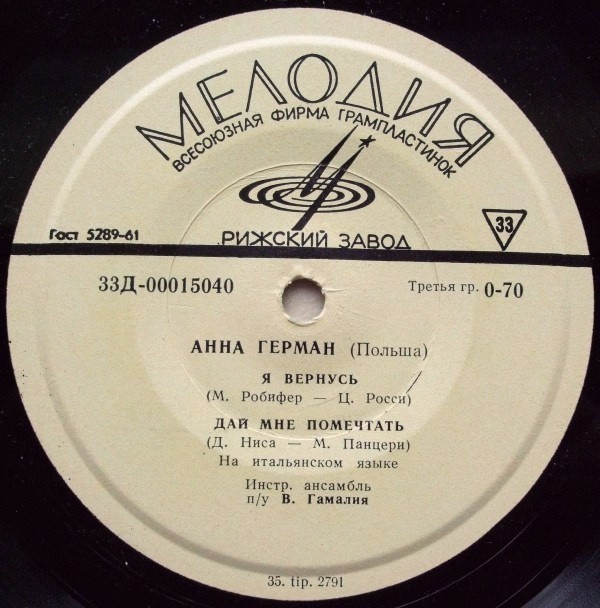 МЕЛОДИЯ
ВСЕСОЮЗНАЯ ФИРМА ГРАМПЛАСТИНОК
РИЖСКИЙ ЗАВОД
Гост 5289-61
33
33Д-00015040
Третья гр. 0-70
АННА ГЕРМАН (Польша)
Я ВЕРНУСЬ
(М. Робифер — Ц. Росси)
ДАЙ МНЕ ПОМЕЧТАТЬ
(Д. Ниса — М. Панцери)
На итальянском языке
Инстр. ансамбль
п/у В. Гамалия
35. tip. 2791